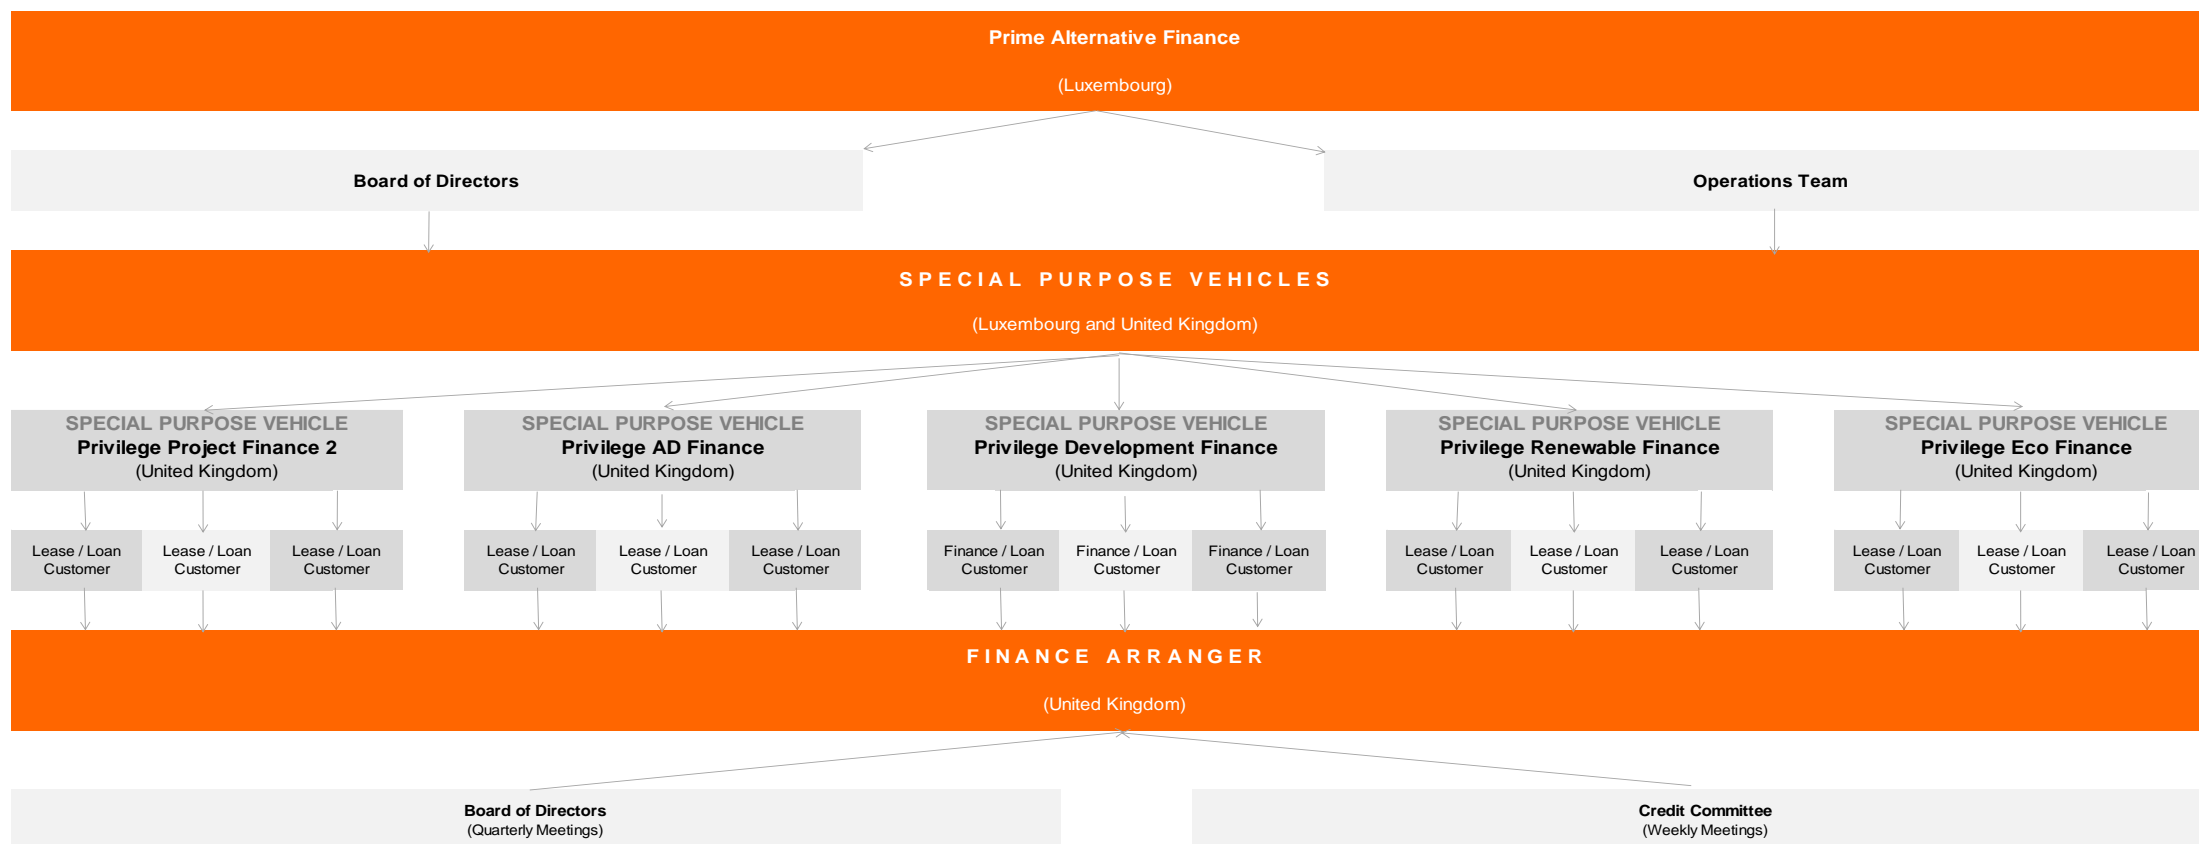 Prime Alternative Finance
(Luxembourg)
Board of Directors
Operations Team
SPECIAL PURPOSE VEHICLES
(Luxembourg and United Kingdom)
SPECIAL PURPOSE VEHICLE
Privilege Project Finance 2
(United Kingdom)
SPECIAL PURPOSE VEHICLE
Privilege AD Finance
(United Kingdom)
SPECIAL PURPOSE VEHICLE
Privilege Development Finance
(United Kingdom)
SPECIAL PURPOSE VEHICLE
Privilege Renewable Finance
(United Kingdom)
SPECIAL PURPOSE VEHICLE
Privilege Eco Finance
(United Kingdom)
Lease / Loan
Customer
Lease / Loan
Customer
Lease / Loan
Customer
Lease / Loan
Customer
Lease / Loan
Customer
Lease / Loan
Customer
Finance / Loan
Customer
Finance / Loan
Customer
Finance / Loan
Customer
Lease / Loan
Customer
Lease / Loan
Customer
Lease / Loan
Customer
Lease / Loan
Customer
Lease / Loan
Customer
Lease / Loan
Customer
FINANCE ARRANGER
(United Kingdom)
Board of Directors
(Quarterly Meetings)
Credit Committee
(Weekly Meetings)